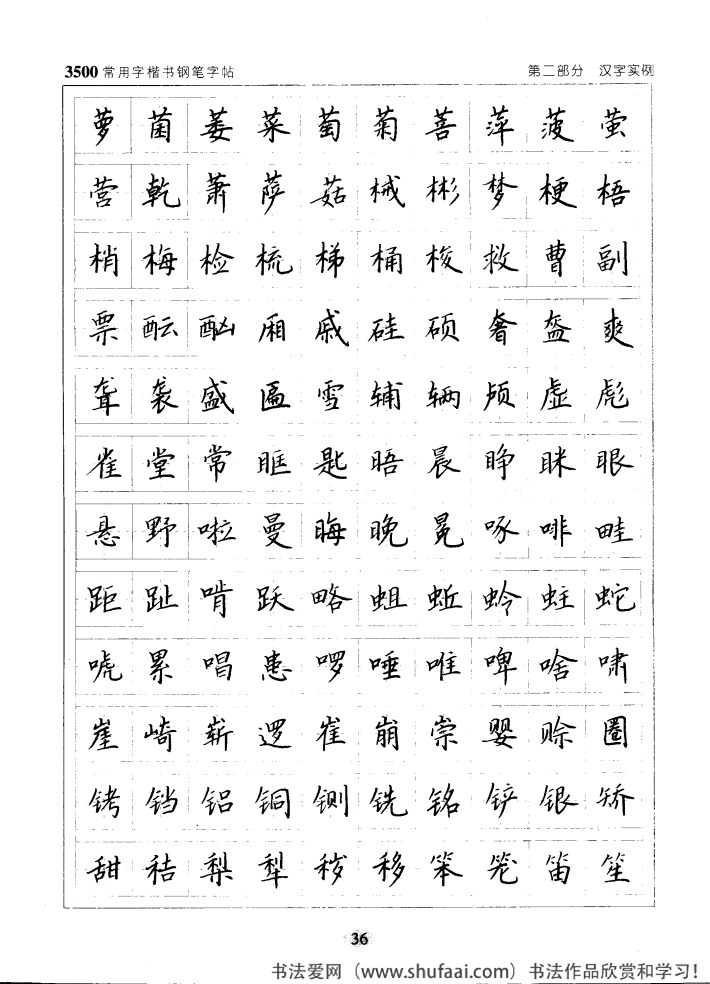 3500常用字楷书钢笔字帖 第二部分 汉字实例
萝 菌 萎 菜 萄 菊 菩 萍 菠 萤
营 乾 萧 萨 菇 械 彬 梦 梗 梧
梢 梅 检 梳 梯 桶 梭 救 曹 副
票 酝 酗 厢 戚 硅 硕 奢 盔 爽
聋 袭 盛 匾 雪 辅 辆 颅 虚 彪
雀 堂 常 眶 匙 晤 晨 睁 眯 眼
悬 野 啦 曼 晦 晚 冕 啄 啡 畦
距 趾 啃 跃 略 蛆 蚯 蛉 蛀 蛇
唬 累 唱 患 啰 唾 唯 啤 啥 啸
崖 崎 崭 逻 崔 崩 崇 婴 赊 圈
铐 铛 铝 铜 铡 铣 铭 铲 银 矫
甜 秸 梨 犁 秽 移 笨 笼 笛 笙
36
书法爱网（www.shufaai.com）书法作品欣赏和学习！